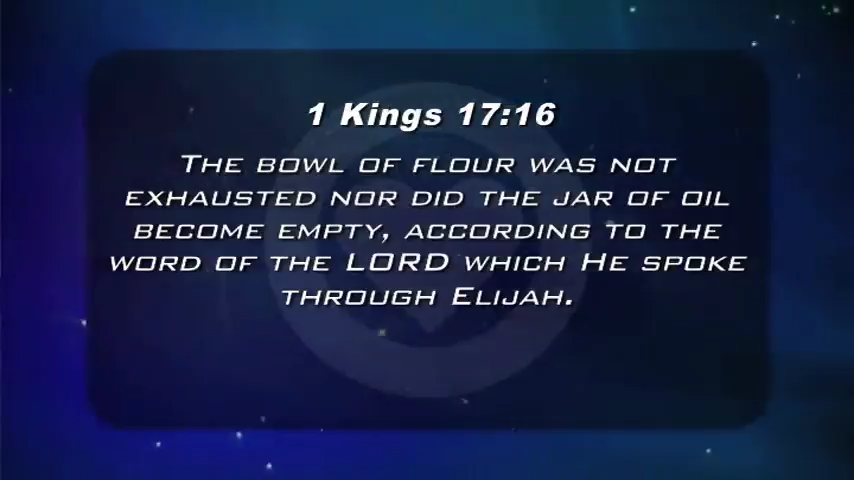 1 Kings 17:16
The bowl of flour was not
exhausted nor did the jar of oil
become empty, according to the
word of the LORD which He spoke
through Elijah.